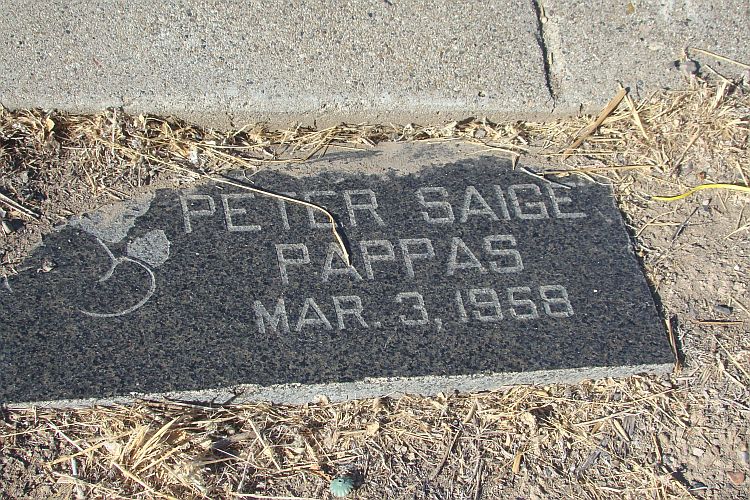 PETER SAIGE
PAPPAS
MAR. 3, 1958